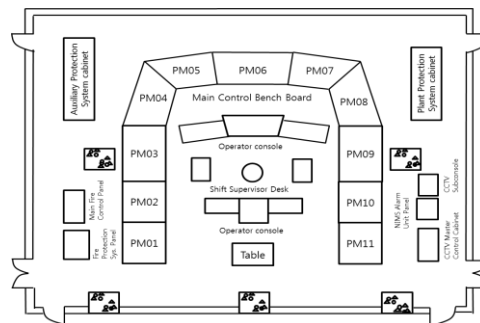 Auxiliary Protection
System cabinet
PM05
PM06
PM07
Plant Protection
System cabinet
PM04
Main Control Bench Board
PM08
Operator console
PM03
PM09
Shift Supervisor Desk
CCTV
Subconsole
Main Fire
Control Panel
PM02
PM10
NIMS Alarm
Unit Panel
Operator console
Fire
Protection
Sys. Panel
PM01
Table
PM11
CCTV Master
Control Cabinet